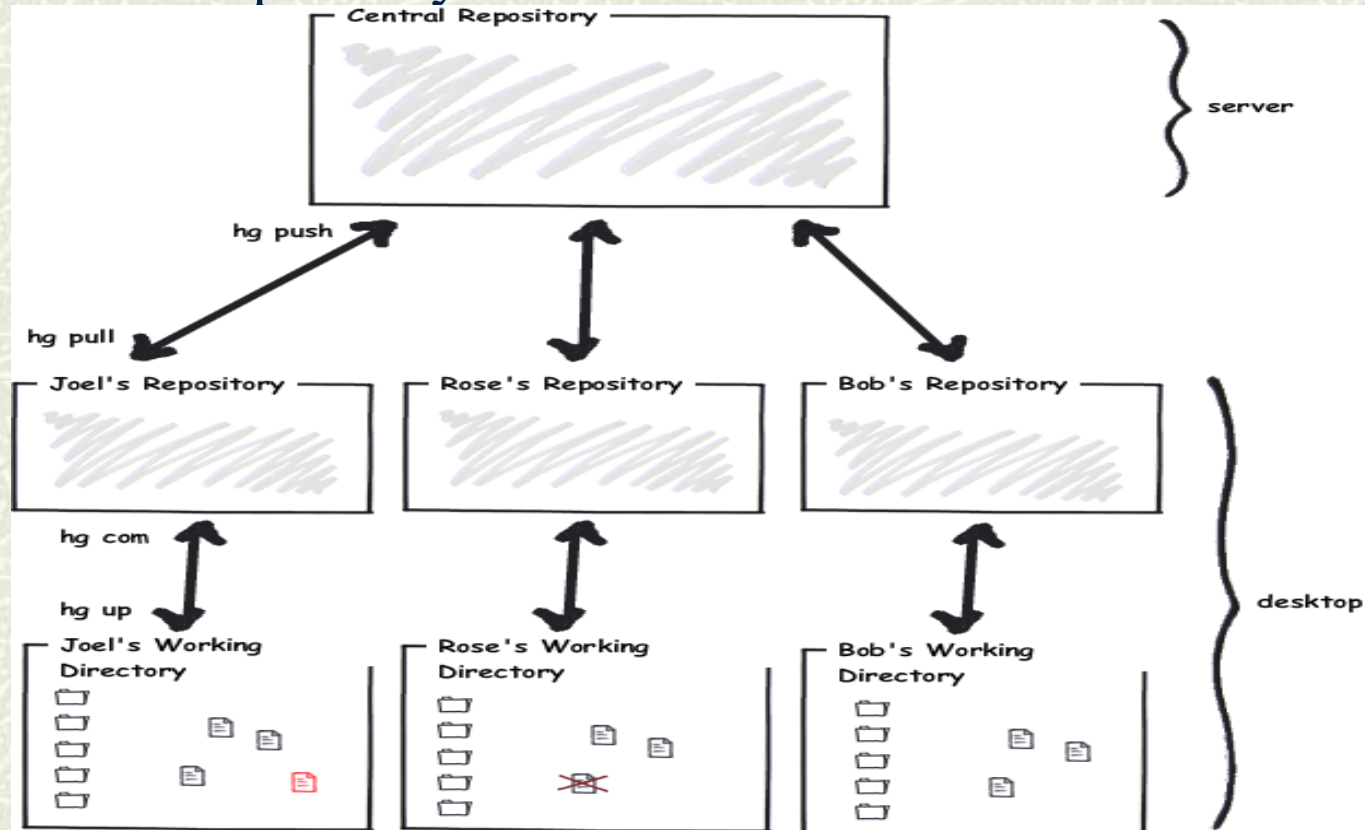 Central Repository
server
hg push
hg pull
Joel's Repository
Rose's Repository
Bob's Repository
hg com
hg up
desktop
Joel's Working
Directory
Rose's Working
Directory
Bob's Working
Directory